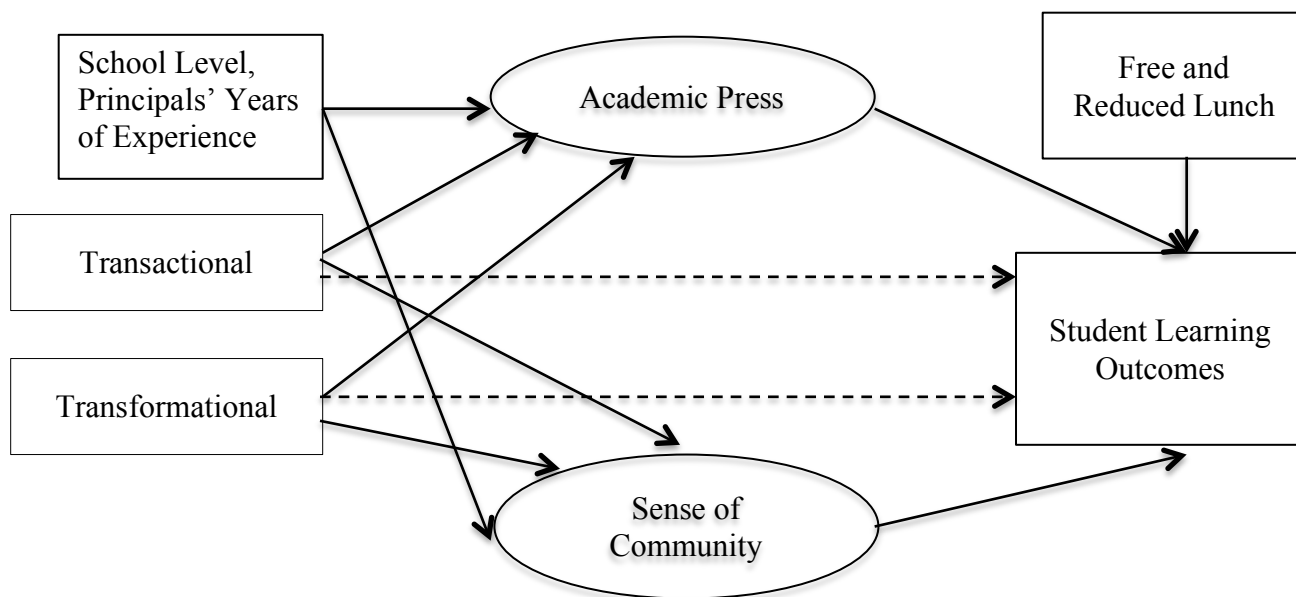 School Level,
Principals’ Years
of Experience
Academic Press
Free and
Reduced Lunch
Transactional
Student Learning
Outcomes
Transformational
Sense of
Community